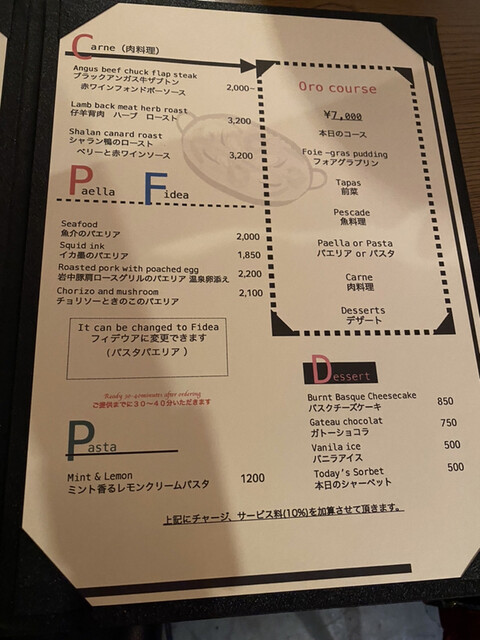 Carne (肉料理)
Angus beef chuck flap steak
ブラックアンガス牛ザブトン
赤ワインフォンドボーソース 2,000~
Lamb back meat herb roast
仔羊背肉 ハーブ ロースト 3,200
Shalan canard roast
シャラン鴨のロースト
ベリーと赤ワインソース 3,200
Paella Fidea
Seafood
魚介のパエリア 2,000
Squid ink
イカ墨のパエリア 1,850
Roasted pork with poached egg
岩中豚肩ロースグリルのパエリア 温泉卵添え 2,200
Chorizo and mushroom
チョリソーときのこのパエリア 2,100
It can be changed to Fidea
フィデウアに変更できます
(パスタパエリア )
Ready 30-40minutes after ordering
ご提供までに30〜40分いただきます
Pasta
Mint & Lemon
ミント香るレモンクリームパスタ 1200
Oro course
¥7,000
本日のコース
Foie-gras pudding
フォアグラプリン
Tapas
前菜
Pescade
魚料理
Paella or Pasta
パエリア or パスタ
Carne
肉料理
Desserts
デザート
Dessert
Burnt Basque Cheesecake
バスクチーズケーキ 850
Gateau chocolat
ガトーショコラ 750
Vanila ice
バニラアイス 500
Today's Sorbet
本日のシャーベット 500
上記にチャージ、サービス料(10%)を加算させて頂きます。